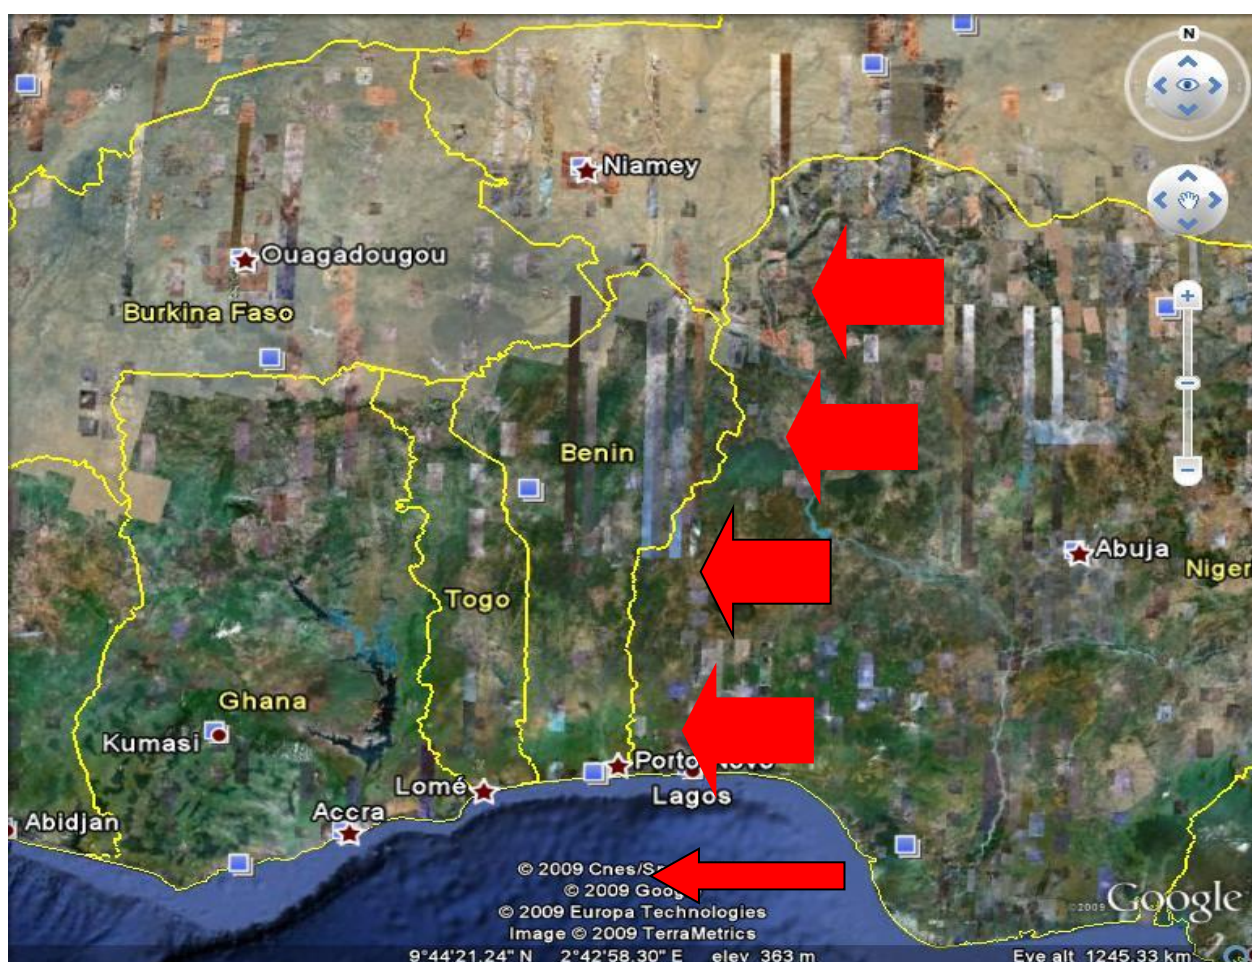 N
Niamey
Ouagadougou
Burkina Faso
Benin
Abuja
Niger
Togo
Ghana
Kumasi
Porto Novo
Lomé
Lagos
Accra
Abidjan
© 2009 Cnes/
© 2009
© 2009 Europa Technologies
Image © 2009 TerraMetrics
©2009 Google
9°44'21.24" N 2°42'58.30" E elev 363 m Eye alt 1245.33 km